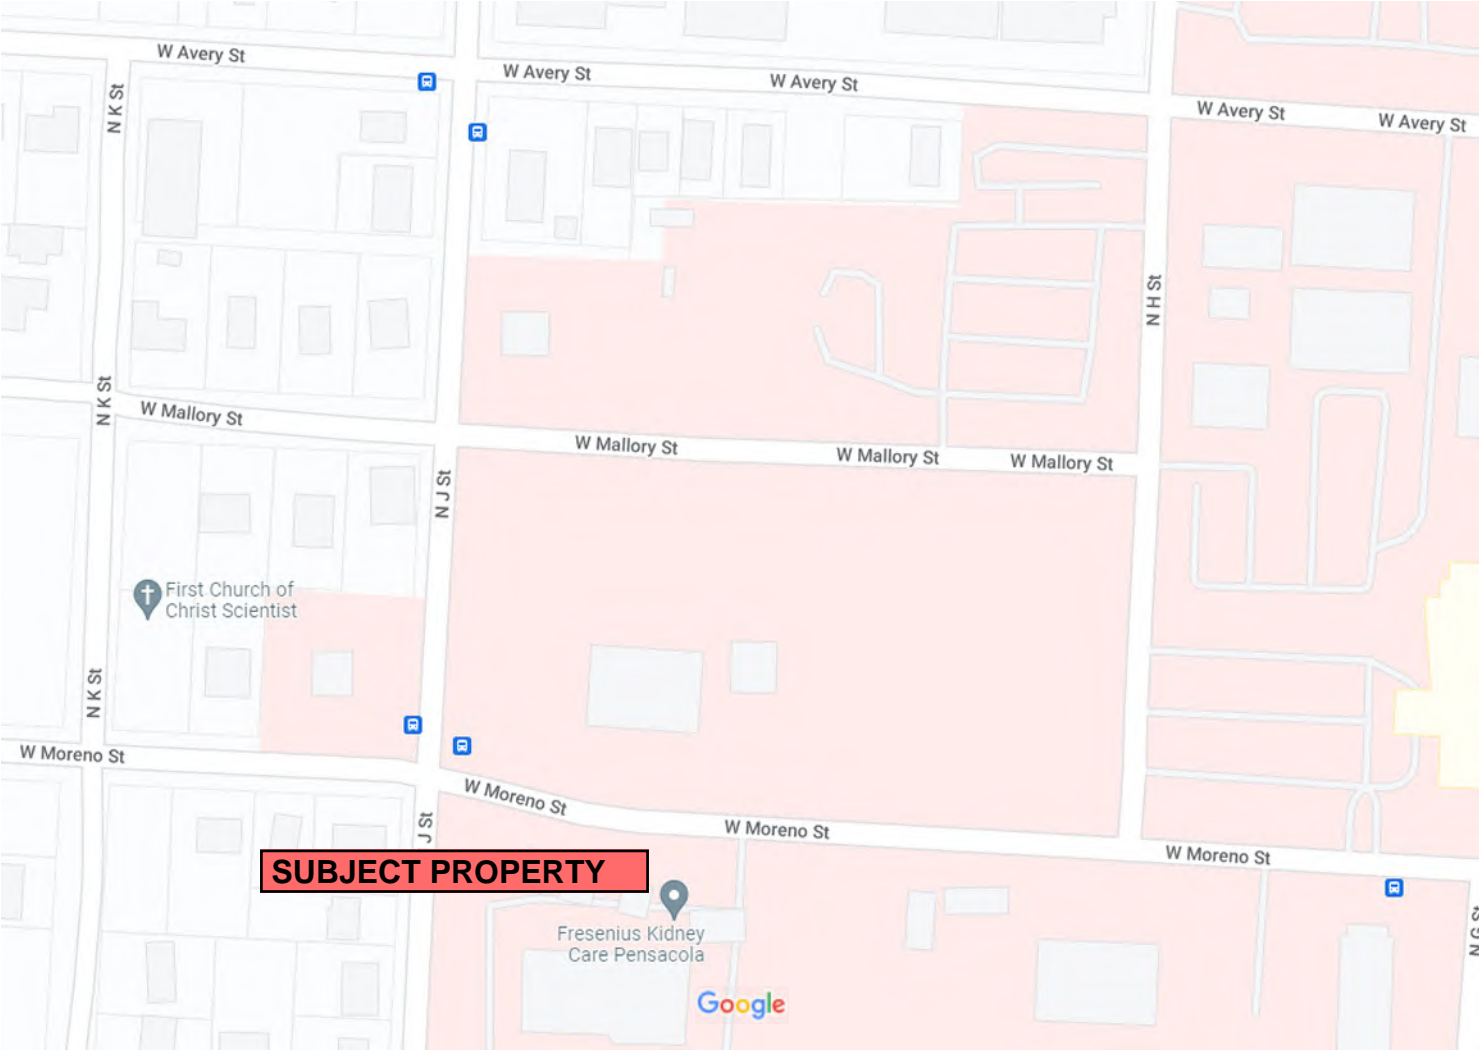 W Avery St
W Avery St
W Avery St
W Avery St
W Avery St
N K St
N H St
N K St
W Mallory St
W Mallory St
W Mallory St
W Mallory St
N J St
First Church of
Christ Scientist
N K St
W Moreno St
W Moreno St
W Moreno St
W Moreno St
J St
SUBJECT PROPERTY
Fresenius Kidney
Care Pensacola
N G St
Google